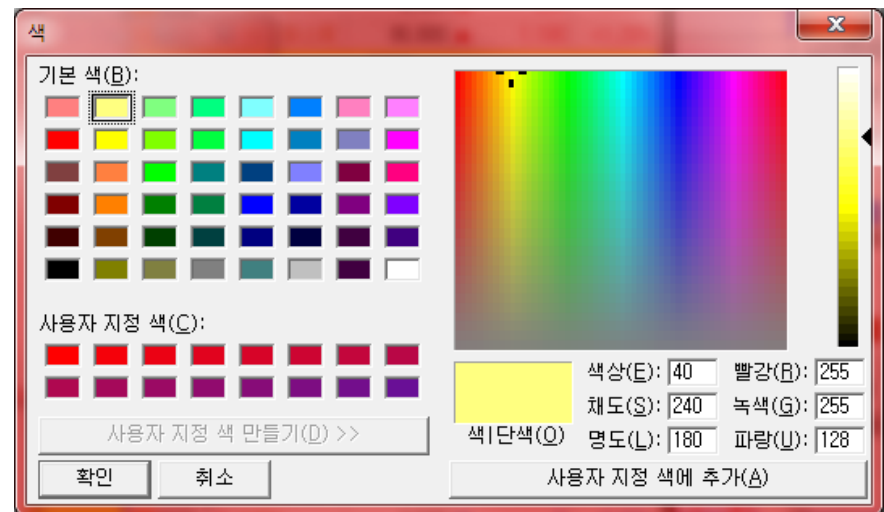 색
기본 색(B):
사용자 지정 색(C):
사용자 지정 색 만들기(D) >>
확인
취소
색|단색(O)
색상(E): 40
채도(S): 240
명도(L): 180
빨강(R): 255
녹색(G): 255
파랑(U): 128
사용자 지정 색에 추가(A)